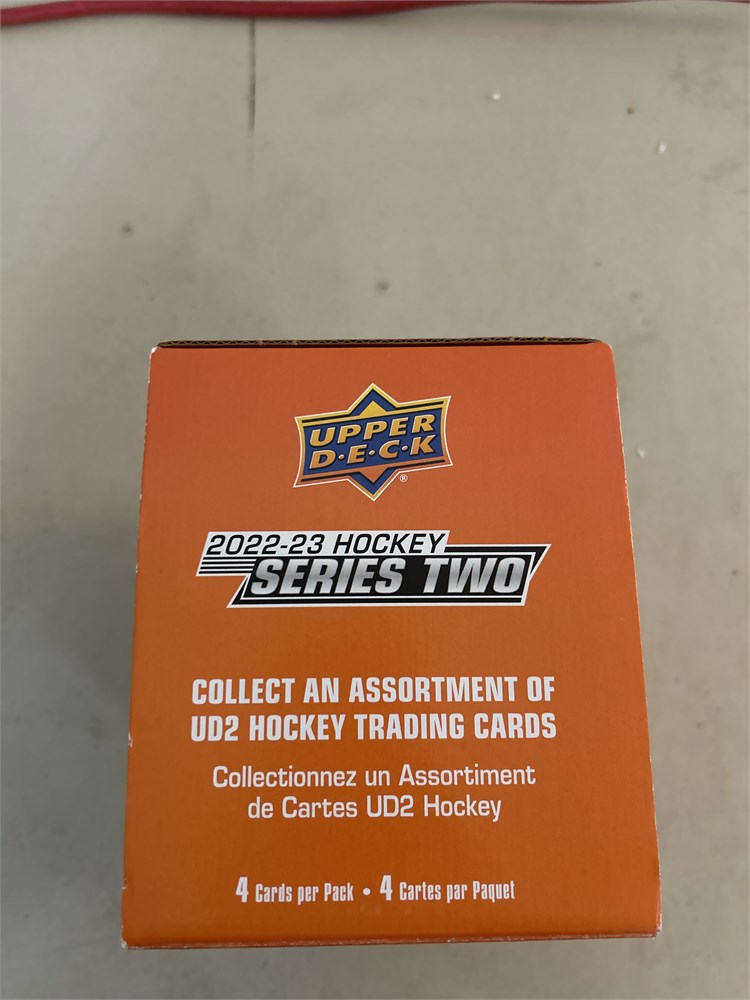 UPPER
D·E·C·K
®
2022-23 HOCKEY
SERIES TWO
COLLECT AN ASSORTMENT OF
UD2 HOCKEY TRADING CARDS
Collectionnez un Assortiment
de Cartes UD2 Hockey
4 Cards per Pack • 4 Cartes par Paquet